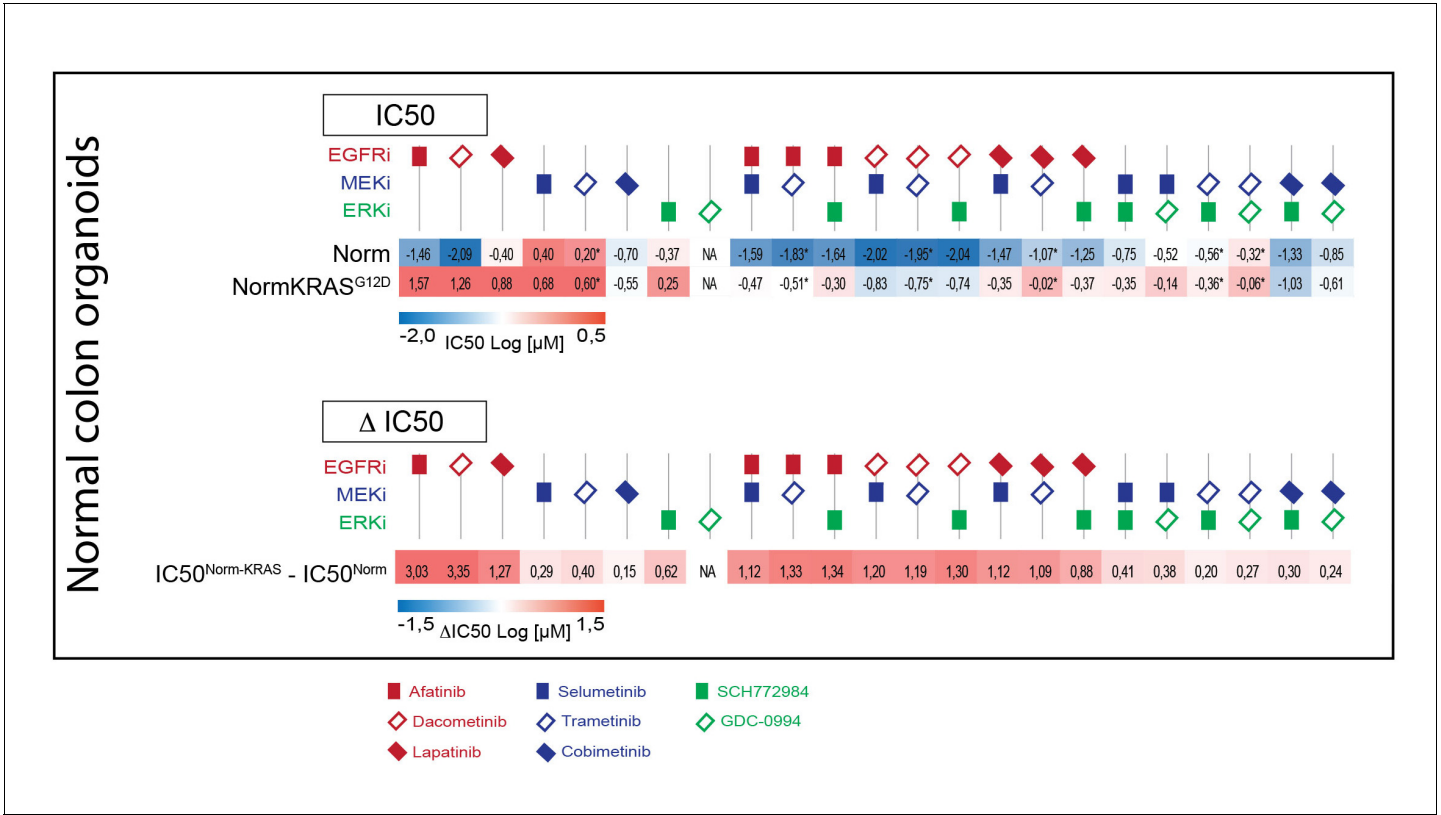 Normal colon organoids
IC50
EGFRi
MEKi
ERKi
Norm -1,46 -2,09 -0,40 0,40 0,20* -0,70 -0,37 NA -1,59 -1,83* -1,64 -2,02 -1,95* -2,04 -1,47 -1,07* -1,25 -0,75 -0,52 -0,56* -0,32* -1,33 -0,85
NormKRASG12D 1,57 1,26 0,88 0,68 0,60* -0,55 0,25 NA -0,47 -0,51* -0,30 -0,83 -0,75* -0,74 -0,35 -0,02* -0,37 -0,35 -0,14 -0,36* -0,06* -1,03 -0,61
-2,0 IC50 Log [µM] 0,5
Δ IC50
EGFRi
MEKi
ERKi
IC50Norm-KRAS - IC50Norm 3,03 3,35 1,27 0,29 0,40 0,15 0,62 NA 1,12 1,33 1,34 1,20 1,19 1,30 1,12 1,09 0,88 0,41 0,38 0,20 0,27 0,30 0,24
-1,5 ΔIC50 Log [µM] 1,5
Afatinib Selumetinib SCH772984
Dacometinib Trametinib GDC-0994
Lapatinib Cobimetinib